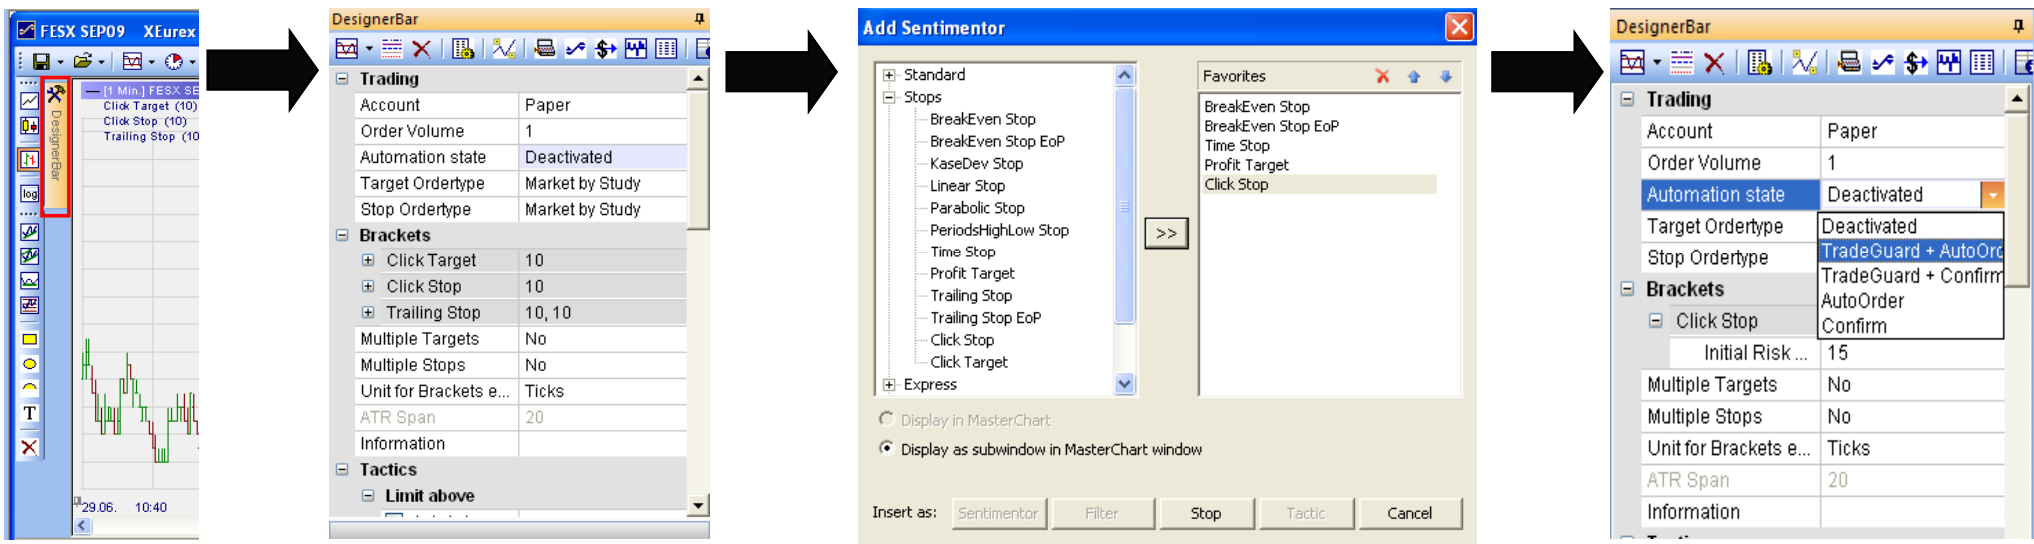 FESX SEP09 XEurex
DesignerBar
[1 Min.] FESX SE
Click Target (10)
Click Stop (10)
Trailing Stop (10
log
T
29.06. 10:40
DesignerBar
Trading
Account Paper
Order Volume 1
Automation state Deactivated
Target Ordertype Market by Study
Stop Ordertype Market by Study
Brackets
Click Target 10
Click Stop 10
Trailing Stop 10, 10
Multiple Targets No
Multiple Stops No
Unit for Brackets e... Ticks
ATR Span 20
Information
Tactics
Limit above
Add Sentimentor
Standard
Stops
BreakEven Stop
BreakEven Stop EoP
KaseDev Stop
Linear Stop
Parabolic Stop
PeriodsHighLow Stop
Time Stop
Profit Target
Trailing Stop
Trailing Stop EoP
Click Stop
Click Target
Express
>>
Favorites
BreakEven Stop
BreakEven Stop EoP
Time Stop
Profit Target
Click Stop
Display in MasterChart
Display as subwindow in MasterChart window
Insert as: Sentimentor Filter Stop Tactic Cancel
DesignerBar
Trading
Account Paper
Order Volume 1
Automation state Deactivated
Target Ordertype
Stop Ordertype
Deactivated
TradeGuard + AutoOrd
TradeGuard + Confirm
AutoOrder
Confirm
Brackets
Click Stop
Initial Risk ... 15
Multiple Targets No
Multiple Stops No
Unit for Brackets e... Ticks
ATR Span 20
Information